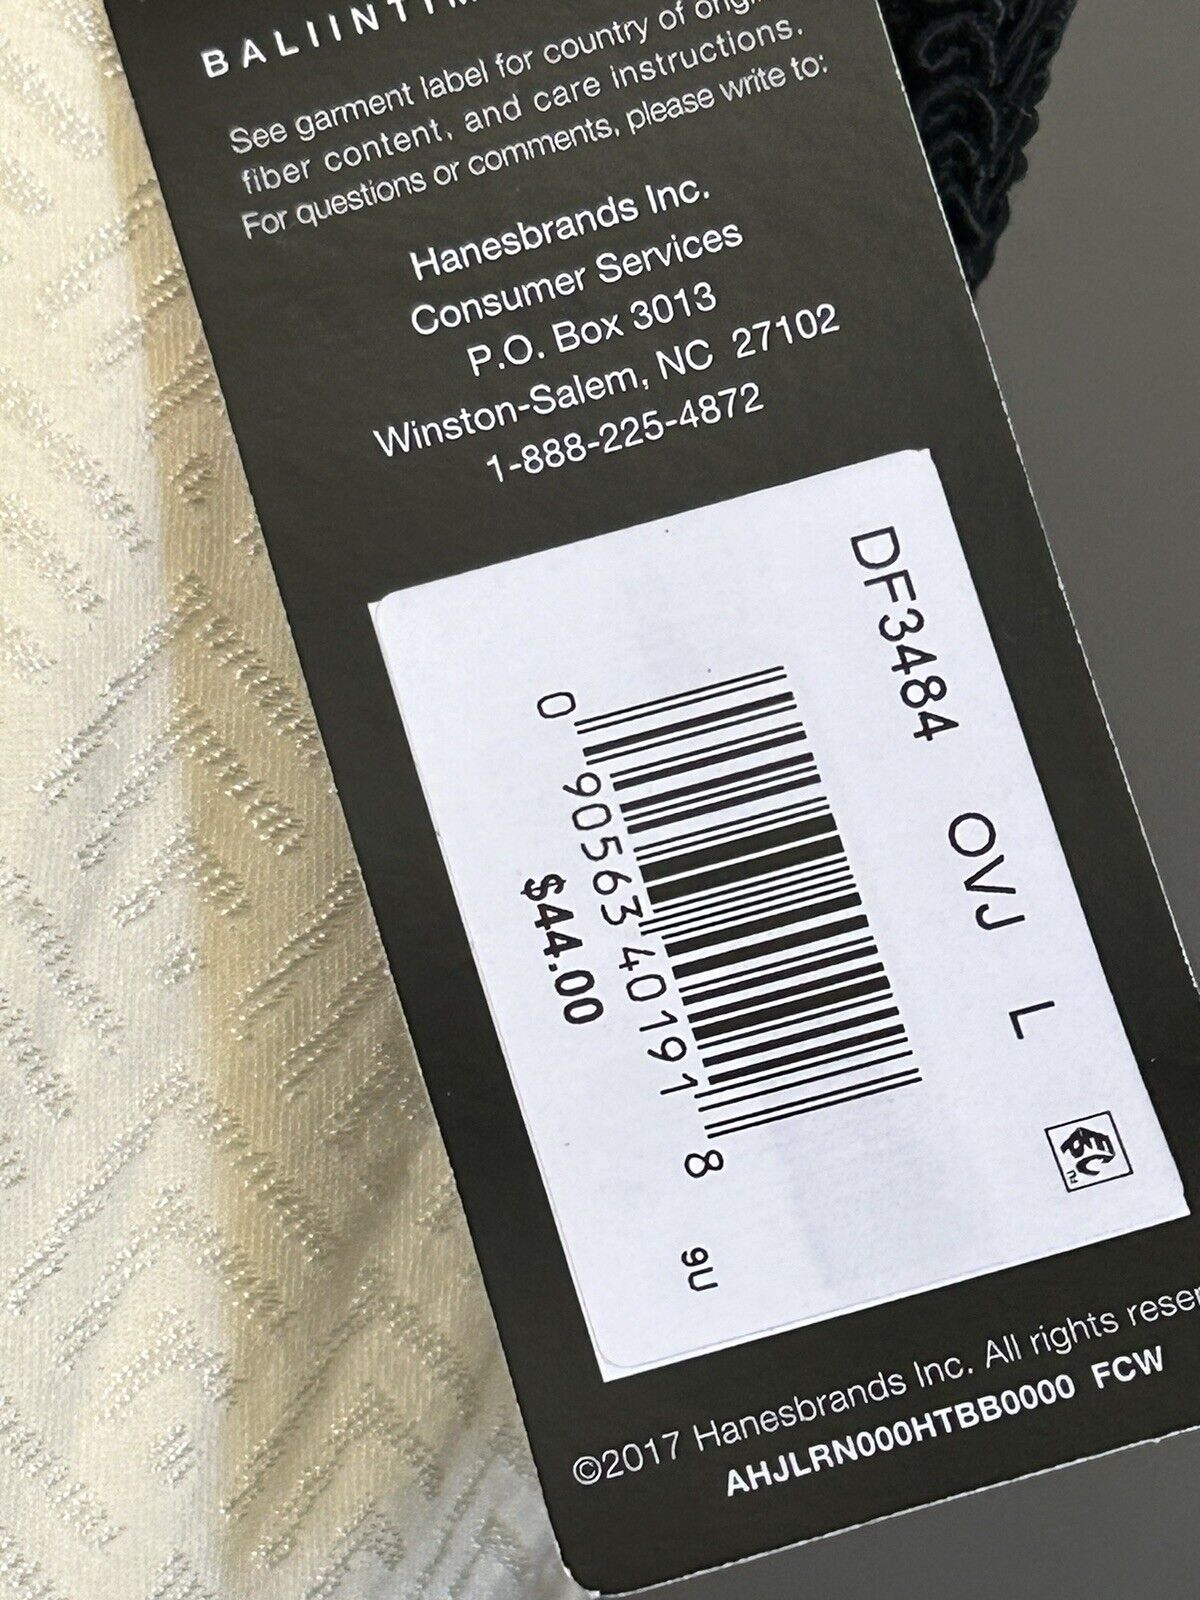 BALIINTIM
See garment label for country of origi
fiber content, and care instructions.
For questions or comments, please write to:
Hanesbrands Inc.
Consumer Services
P.O. Box 3013
Winston-Salem, NC 27102
1-888-225-4872
DF3484 OVJ L
0 90563 40191 8 9U
$44.00
©2017 Hanesbrands Inc. All rights reser
AHJLRN000HTBB0000 FCW